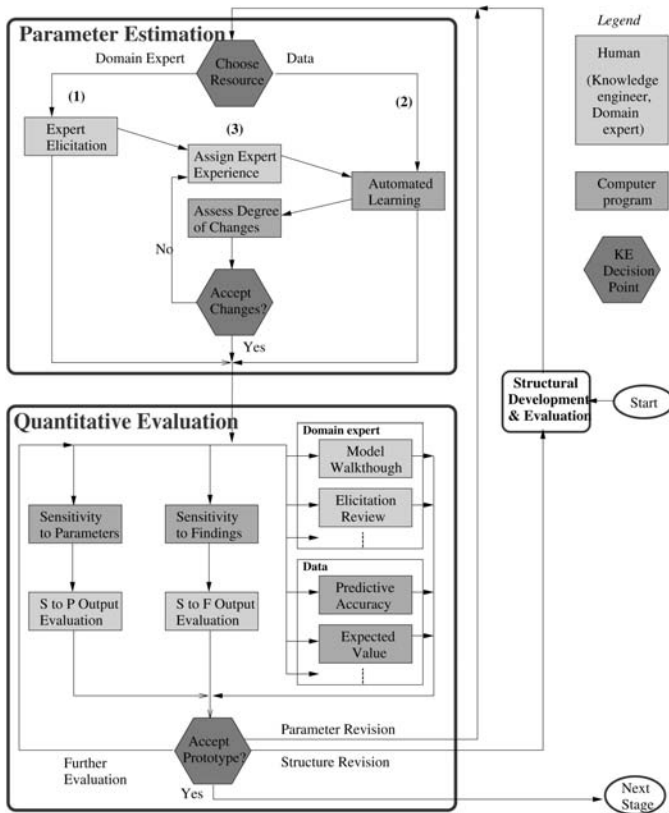 Parameter Estimation
Domain Expert
Choose
Resource
Data
(1)
(2)
Expert
Elicitation
(3)
Assign Expert
Experience
Automated
Learning
Assess Degree
of Changes
No
Accept
Changes?
Yes
Legend
Human
(Knowledge
engineer,
Domain
expert)
Computer
program
KE
Decision
Point
Structural
Development
& Evaluation
Start
Quantitative Evaluation
Domain expert
Model
Walkthough
Elicitation
Review
Sensitivity
to Parameters
Sensitivity
to Findings
Data
Predictive
Accuracy
S to P Output
Evaluation
S to F Output
Evaluation
Expected
Value
Accept
Prototype?
Parameter Revision
Structure Revision
Further
Evaluation
Yes
Next
Stage